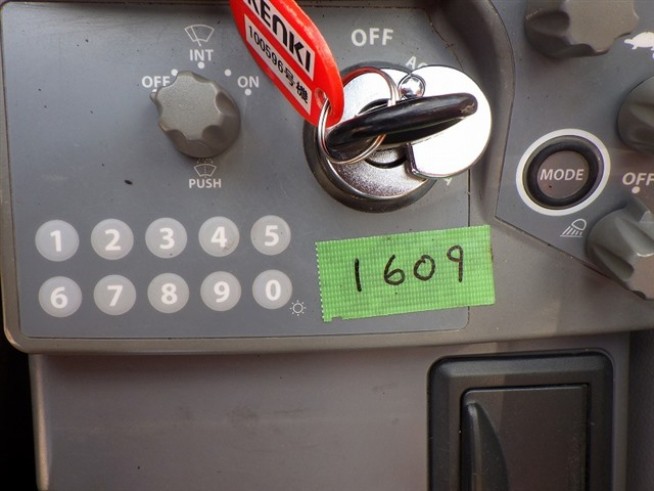 KENKI
100596号機
OFF
INT
OFF
ON
PUSH
MODE
OFF
1 2 3 4 5
6 7 8 9 0
1609